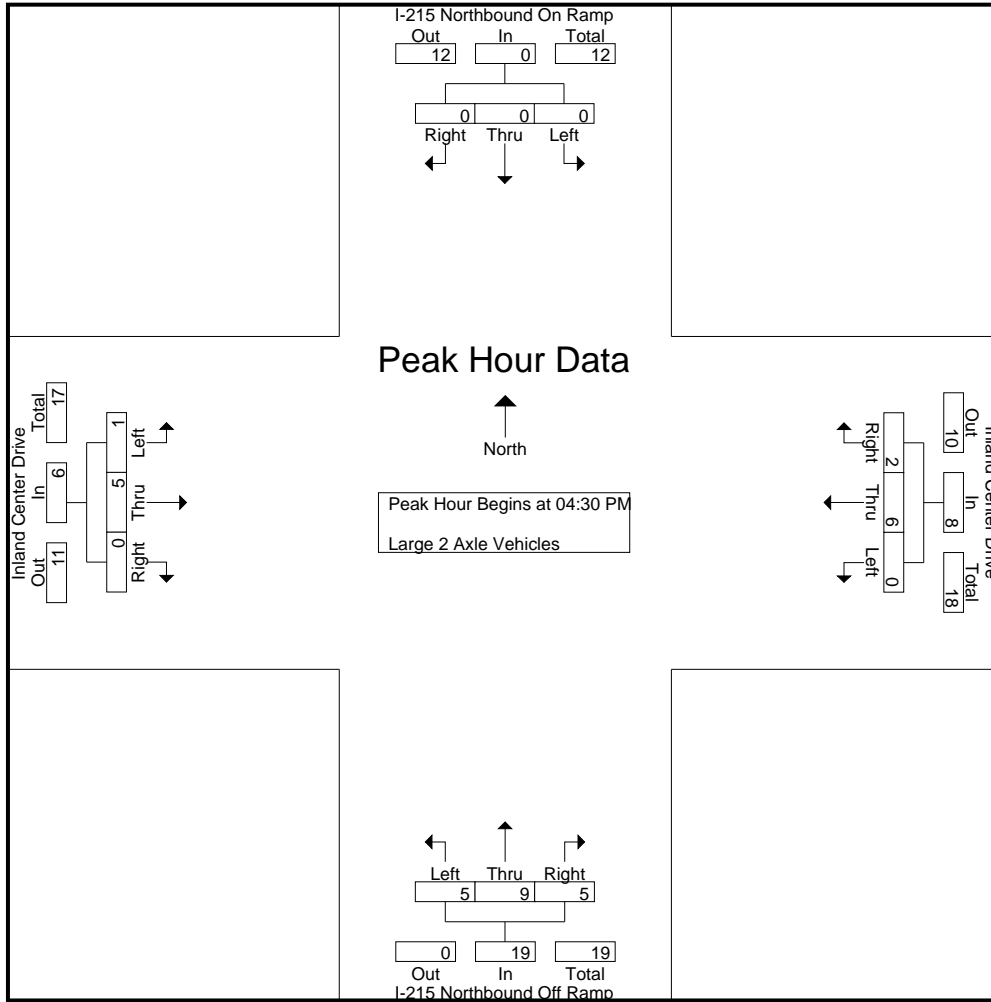 I-215 Northbound On Ramp
Out In Total
12 0 12
0 0 0
Right Thru Left
Peak Hour Data
North
Peak Hour Begins at 04:30 PM
Large 2 Axle Vehicles
Inland Center Drive
Out In Total
11 6 17
Left Thru Right
1 5 0
Inland Center Drive
Out In Total
10 8 18
Right Thru Left
2 6 0
Left Thru Right
5 9 5
0 19 19
Out In Total
I-215 Northbound Off Ramp